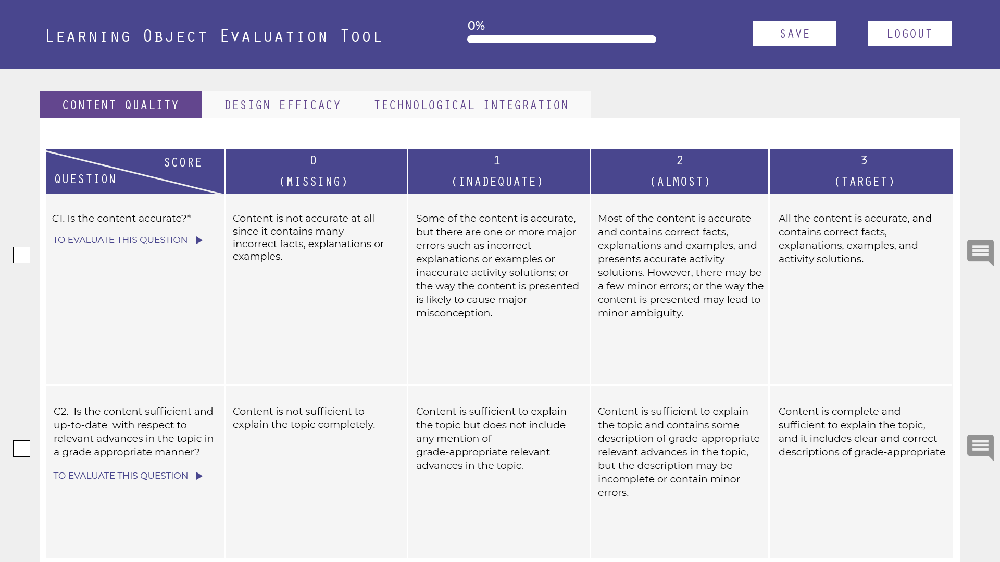 LEARNING OBJECT EVALUATION TOOL
0%
SAVE
LOGOUT
CONTENT QUALITY
DESIGN EFFICACY
TECHNOLOGICAL INTEGRATION
SCORE
QUESTION
0
(MISSING)
1
(INADEQUATE)
2
(ALMOST)
3
(TARGET)
C1. Is the content accurate?*
TO EVALUATE THIS QUESTION
Content is not accurate at all
since it contains many
incorrect facts, explanations or
examples.
Some of the content is accurate,
but there are one or more major
errors such as incorrect
explanations or examples or
inaccurate activity solutions; or
the way the content is presented
is likely to cause major
misconception.
Most of the content is accurate
and contains correct facts,
explanations and examples, and
presents accurate activity
solutions. However, there may be
a few minor errors; or the way the
content is presented may lead to
minor ambiguity.
All the content is accurate, and
contains correct facts,
explanations, examples, and
activity solutions.
C2.  Is the content sufficient and
up-to-date  with respect to
relevant advances in the topic in
a grade appropriate manner?
TO EVALUATE THIS QUESTION
Content is not sufficient to
explain the topic completely.
Content is sufficient to explain
the topic but does not include
any mention of
grade-appropriate relevant
advances in the topic.
Content is sufficient to explain
the topic and contains some
description of grade-appropriate
relevant advances in the topic,
but the description may be
incomplete or contain minor
errors.
Content is complete and
sufficient to explain the topic,
and it includes clear and correct
descriptions of grade-appropriate